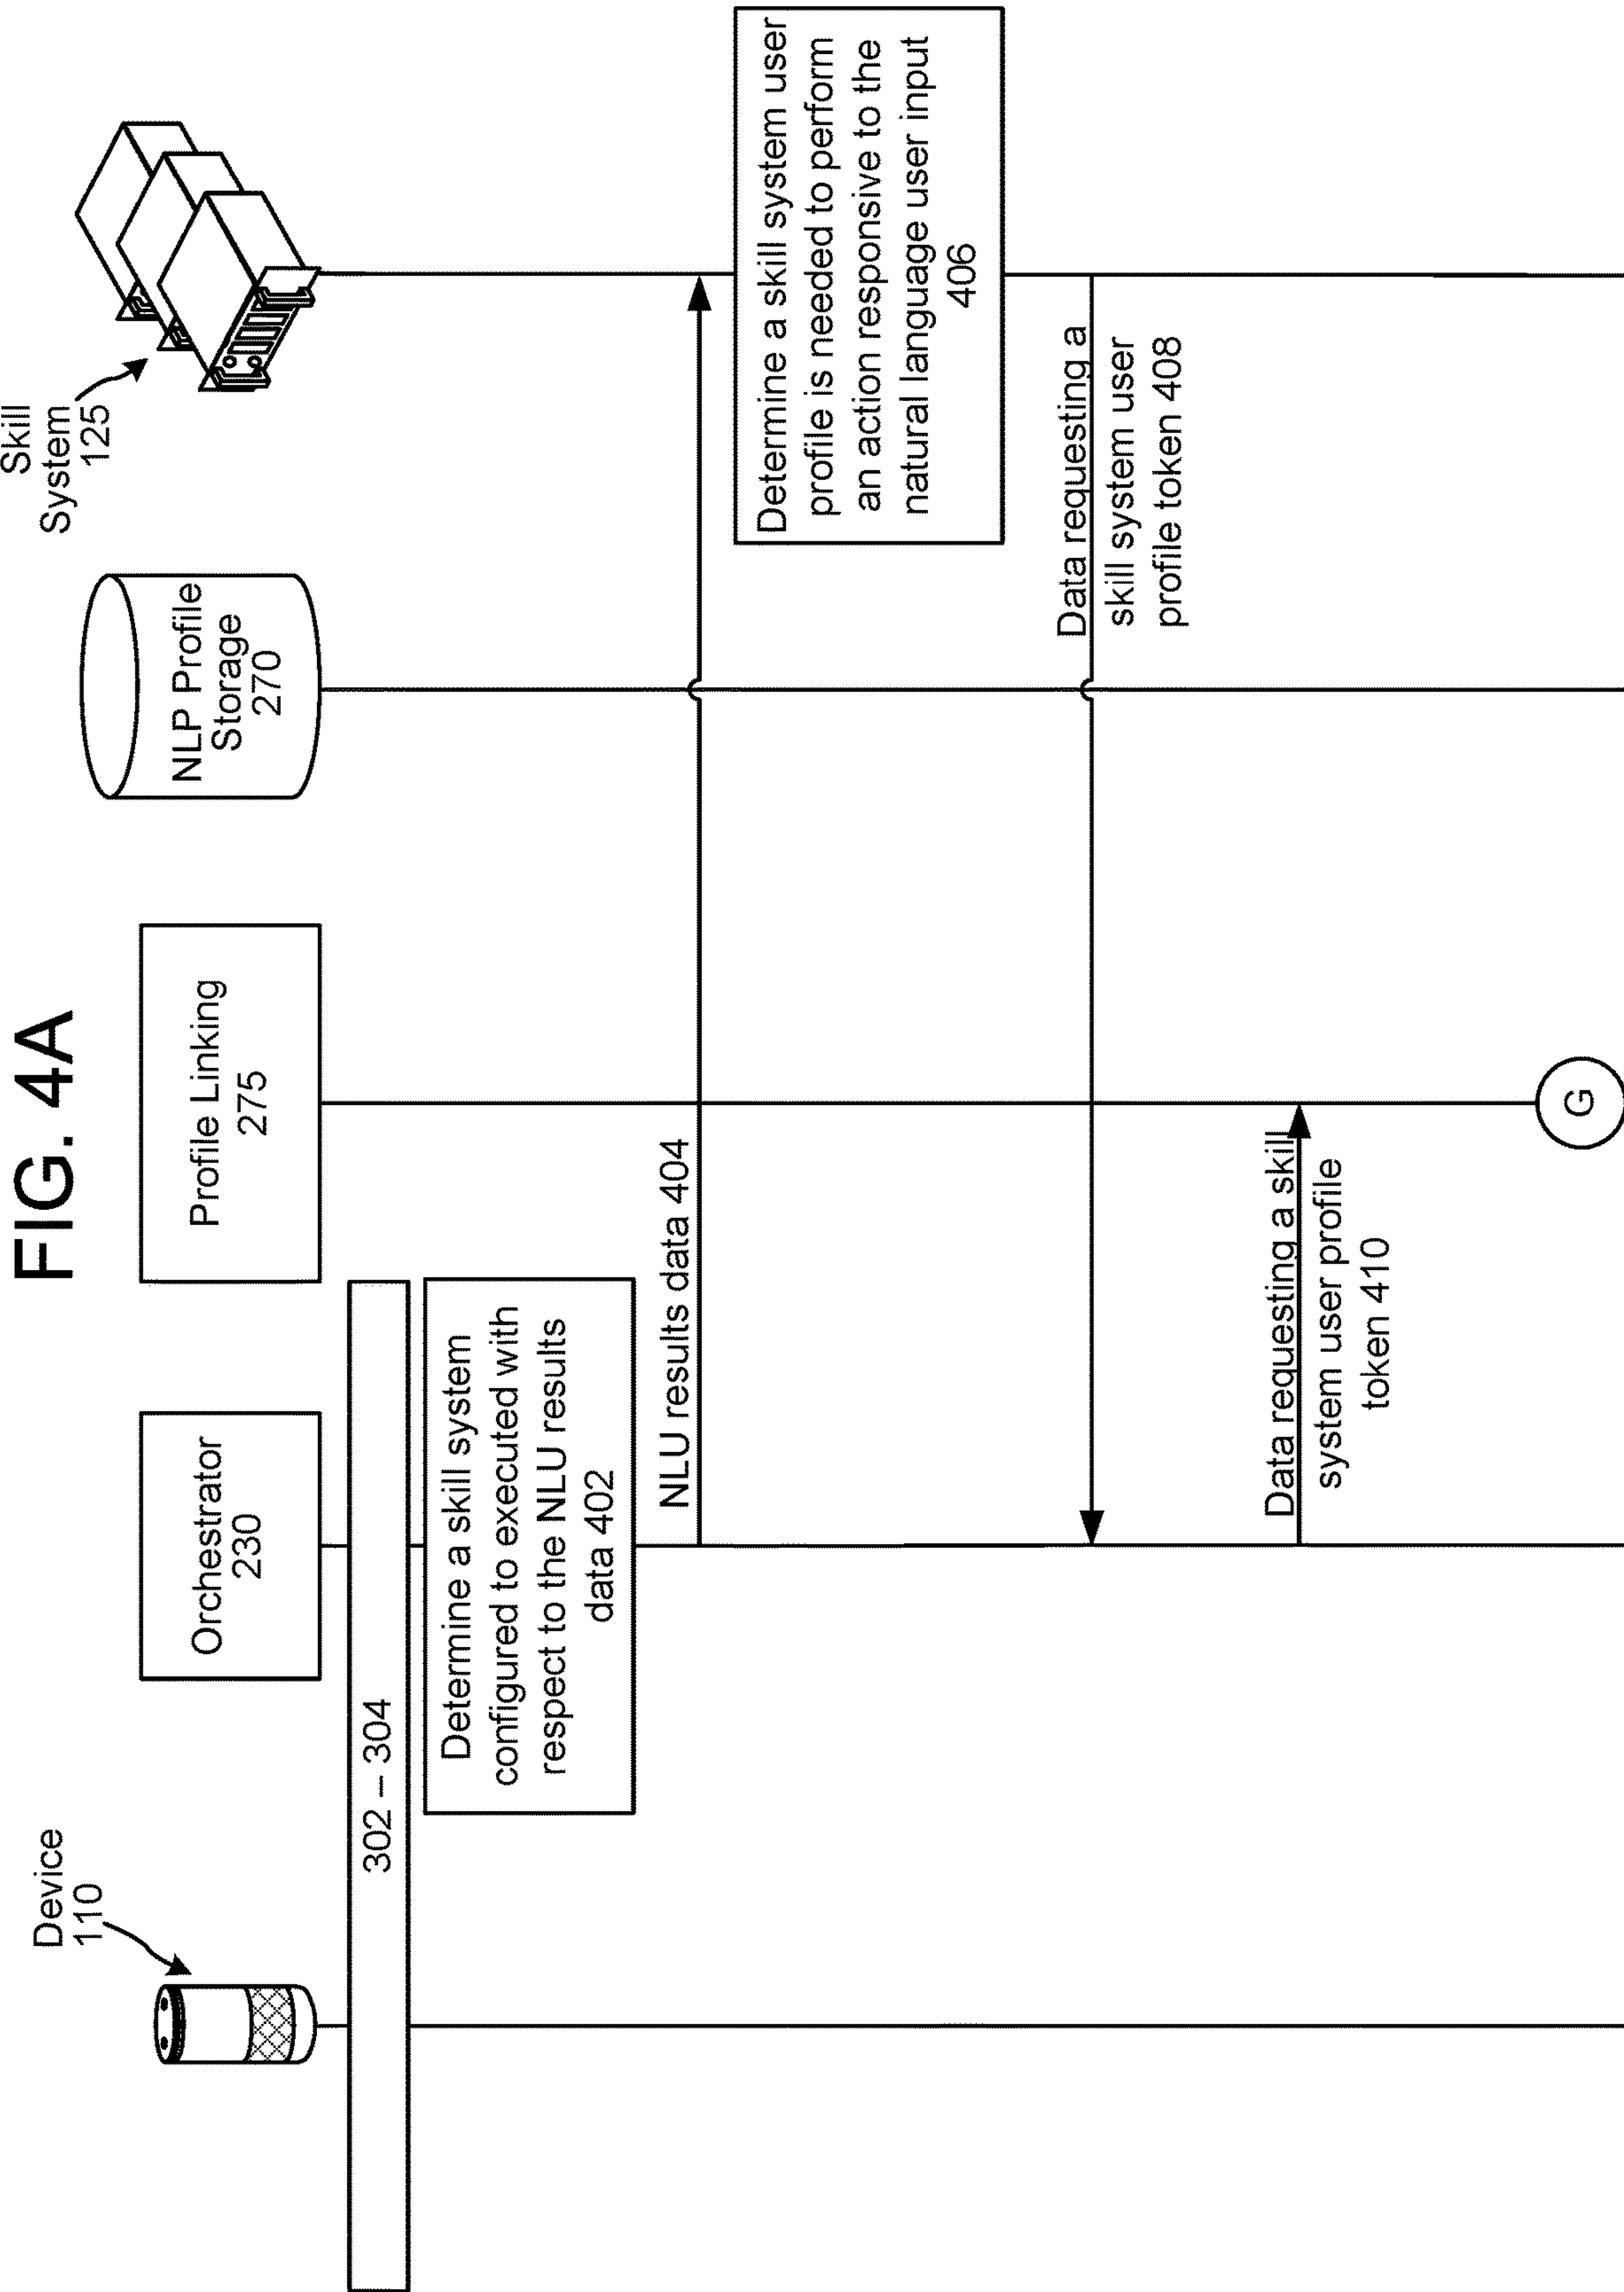 FIG. 4A
Device
110
Orchestrator
230
Profile Linking
275
NLP Profile
Storage
270
Skill
System
125
302 – 304
Determine a skill system
configured to executed with
respect to the NLU results
data 402
NLU results data 404
Determine a skill system user
profile is needed to perform
an action responsive to the
natural language user input
406
Data requesting a
skill system user
profile token 408
Data requesting a skill
system user profile
token 410
G